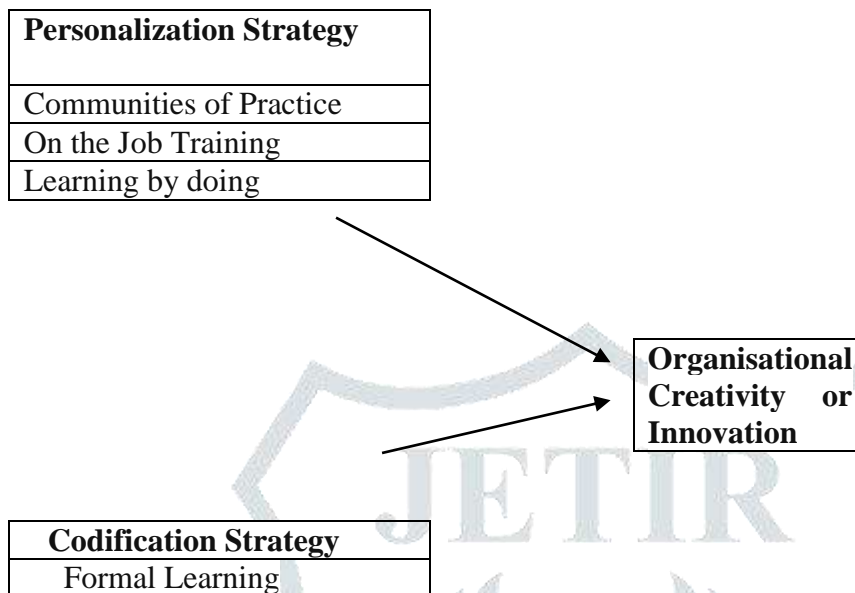 Personalization Strategy
Communities of Practice
On the Job Training
Learning by doing
Organisational
Creativity or
Innovation
JETIR
Codification Strategy
Formal Learning